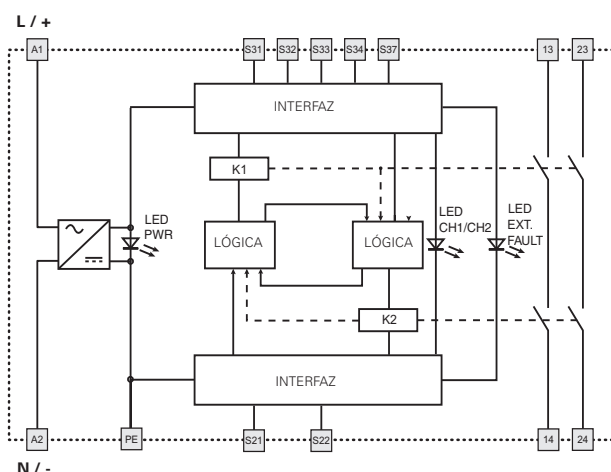 L / +
A1
S31
S32
S33
S34
S37
13
23
INTERFAZ
K1
LED
PWR
LÓGICA
LÓGICA
LED
CH1/CH2
LED
EXT.
FAULT
K2
INTERFAZ
A2
PE
S21
S22
14
24
N / -